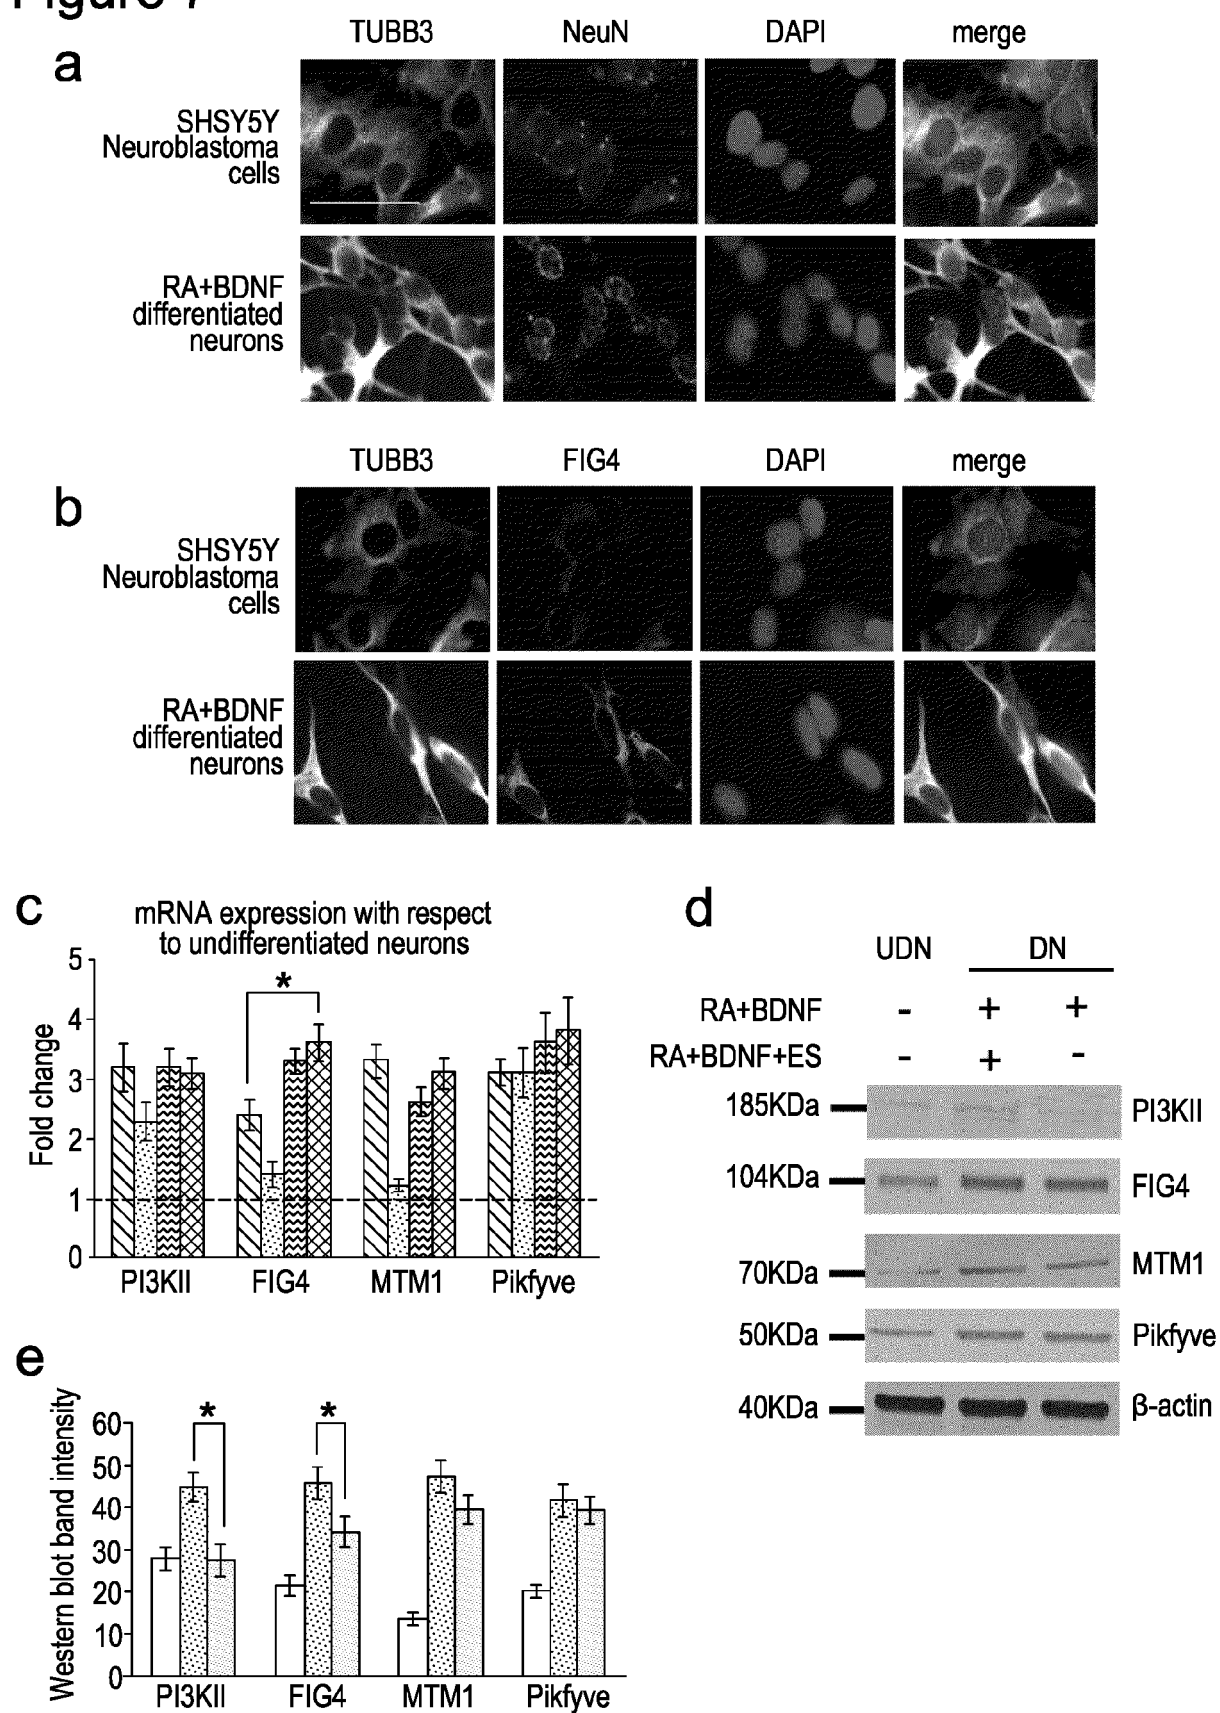 a
TUBB3 NeuN DAPI merge
SHSY5Y
Neuroblastoma
cells
RA+BDNF
differentiated
neurons
b
TUBB3 FIG4 DAPI merge
SHSY5Y
Neuroblastoma
cells
RA+BDNF
differentiated
neurons
c
mRNA expression with respect
to undifferentiated neurons
Fold change
5
4
3
2
1
0
*
PI3KII FIG4 MTM1 Pikfyve
d
UDN DN
RA+BDNF - + +
RA+BDNF+ES - + -
185KDa PI3KII
104KDa FIG4
70KDa MTM1
50KDa Pikfyve
40KDa β-actin
e
Western blot band intensity
60
50
40
30
20
10
0
* *
PI3KII FIG4 MTM1 Pikfyve